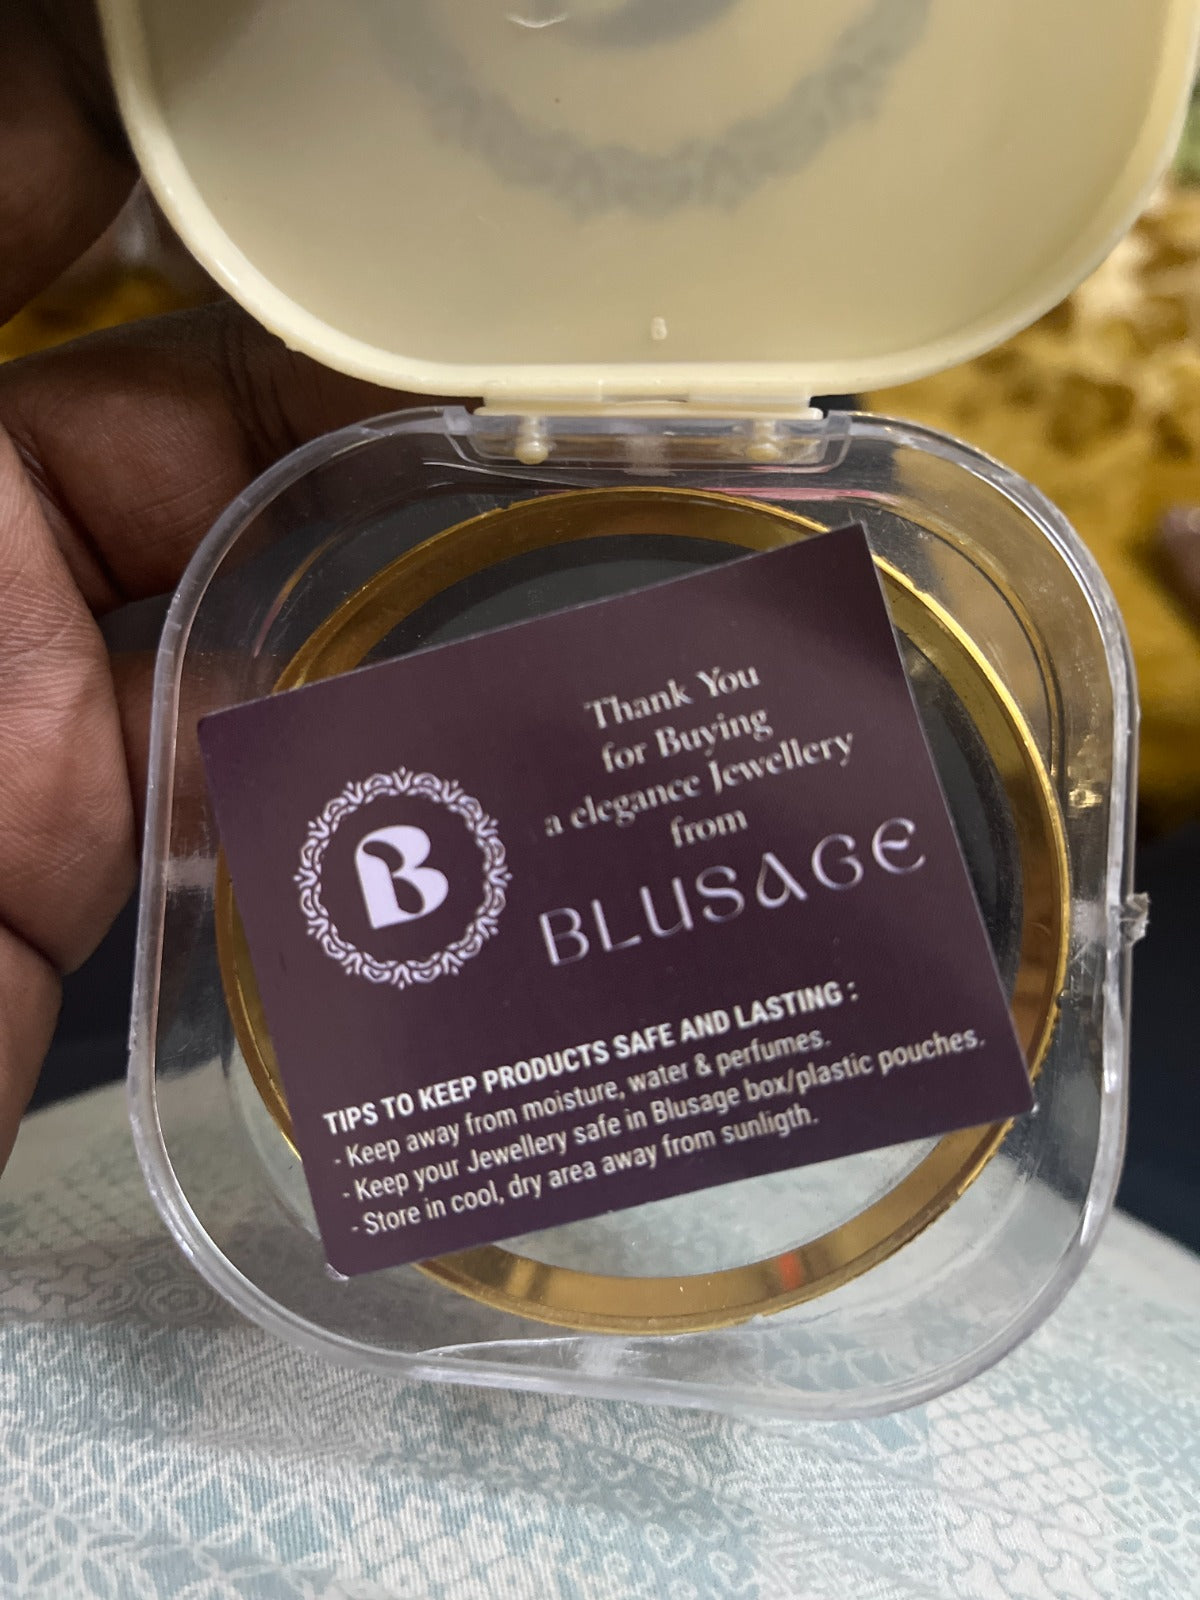 B
Thank You
for Buying
a elegance Jewellery
from
BLUSAGE
TIPS TO KEEP PRODUCTS SAFE AND LASTING :
- Keep away from moisture, water & perfumes.
- Keep your Jewellery safe in Blusage box/plastic pouches.
- Store in cool, dry area away from sunligth.